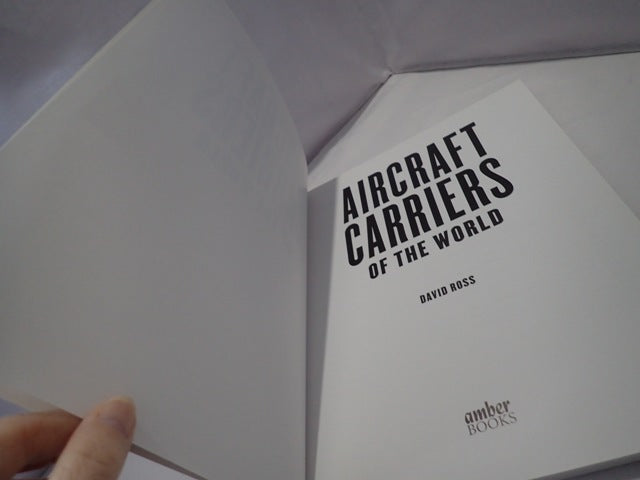 AIRCRAFT
CARRIERS
OF THE WORLD
DAVID ROSS
amber
BOOKS